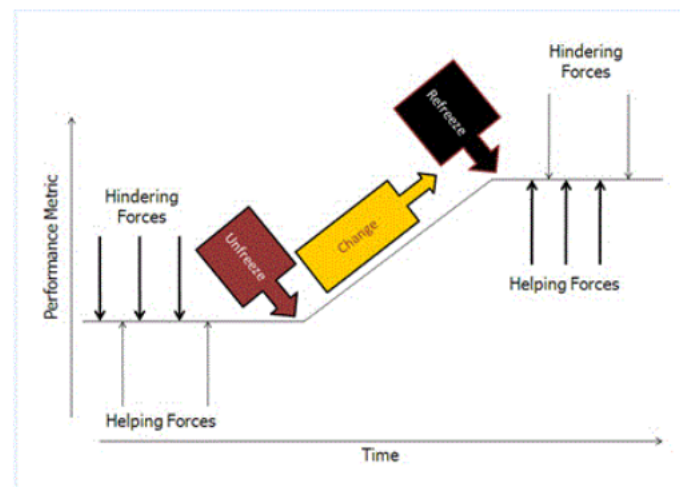 Hindering
Forces
Refreeze
Performance Metric
Hindering
Forces
Unfreeze
Change
Helping Forces
Helping Forces
Time